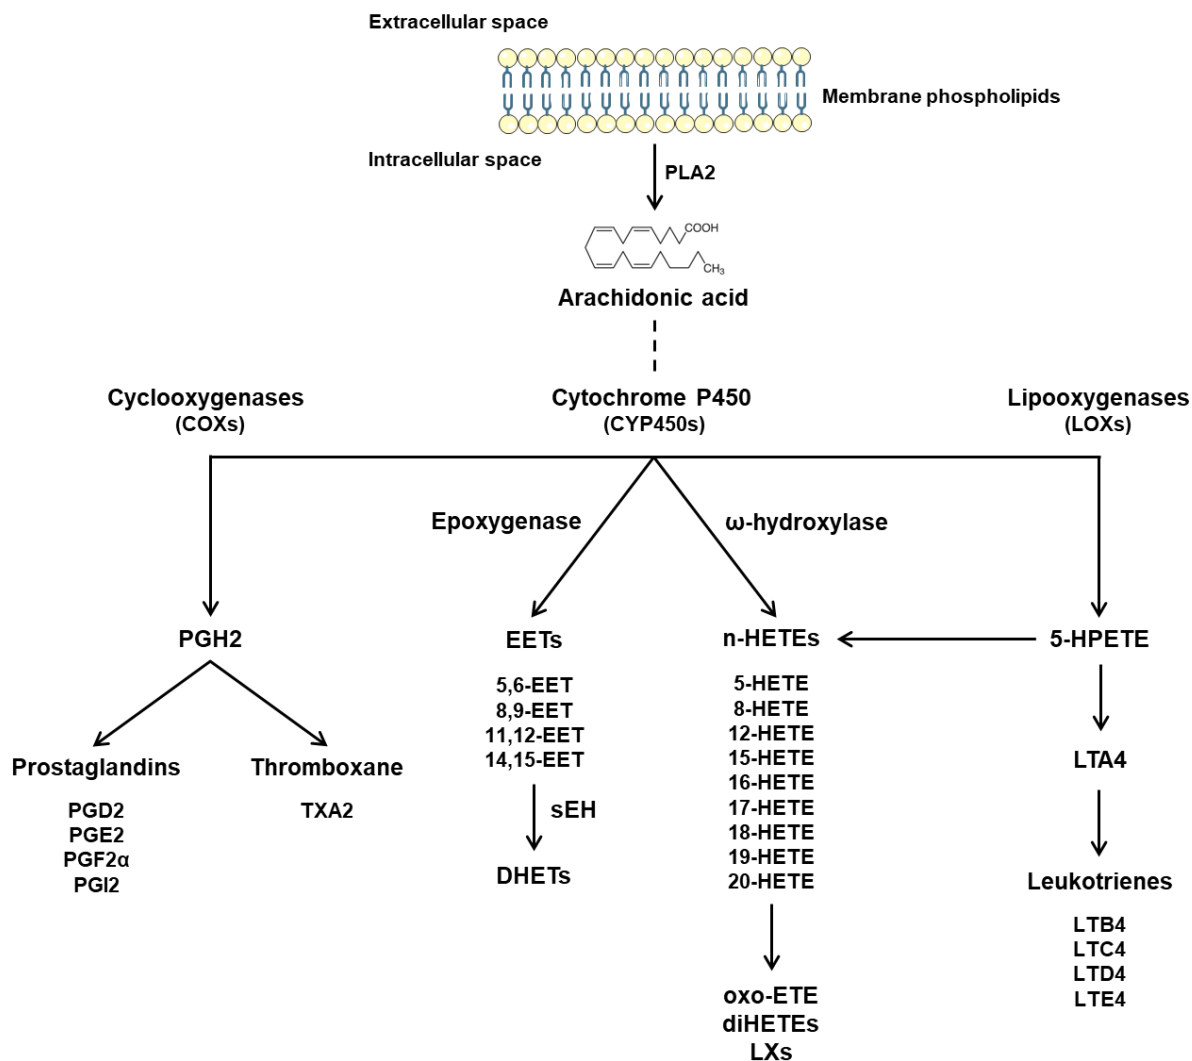 Extracellular space
Membrane phospholipids
Intracellular space
PLA2
COOH
CH3
Arachidonic acid
Cyclooxygenases
(COXs)
Cytochrome P450
(CYP450s)
Lipooxygenases
(LOXs)
Epoxygenase
ω-hydroxylase
PGH2
EETs
n-HETEs
5-HPETE
5,6-EET
8,9-EET
11,12-EET
14,15-EET
5-HETE
8-HETE
12-HETE
15-HETE
16-HETE
17-HETE
18-HETE
19-HETE
20-HETE
LTA4
Prostaglandins
Thromboxane
PGD2
PGE2
PGF2α
PGI2
TXA2
sEH
DHETs
Leukotrienes
LTB4
LTC4
LTD4
LTE4
oxo-ETE
diHETEs
LXs